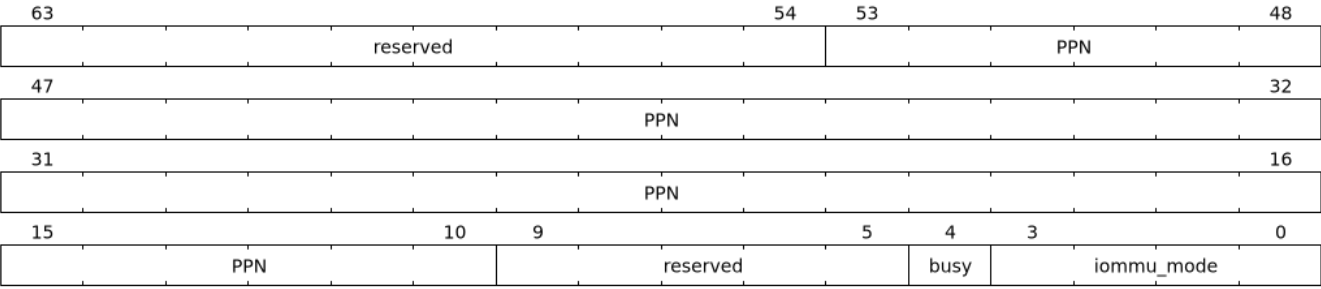 63 54 53 48
reserved PPN
47 32
PPN
31 16
PPN
15 10 9 5 4 3 0
PPN reserved busy iommu_mode